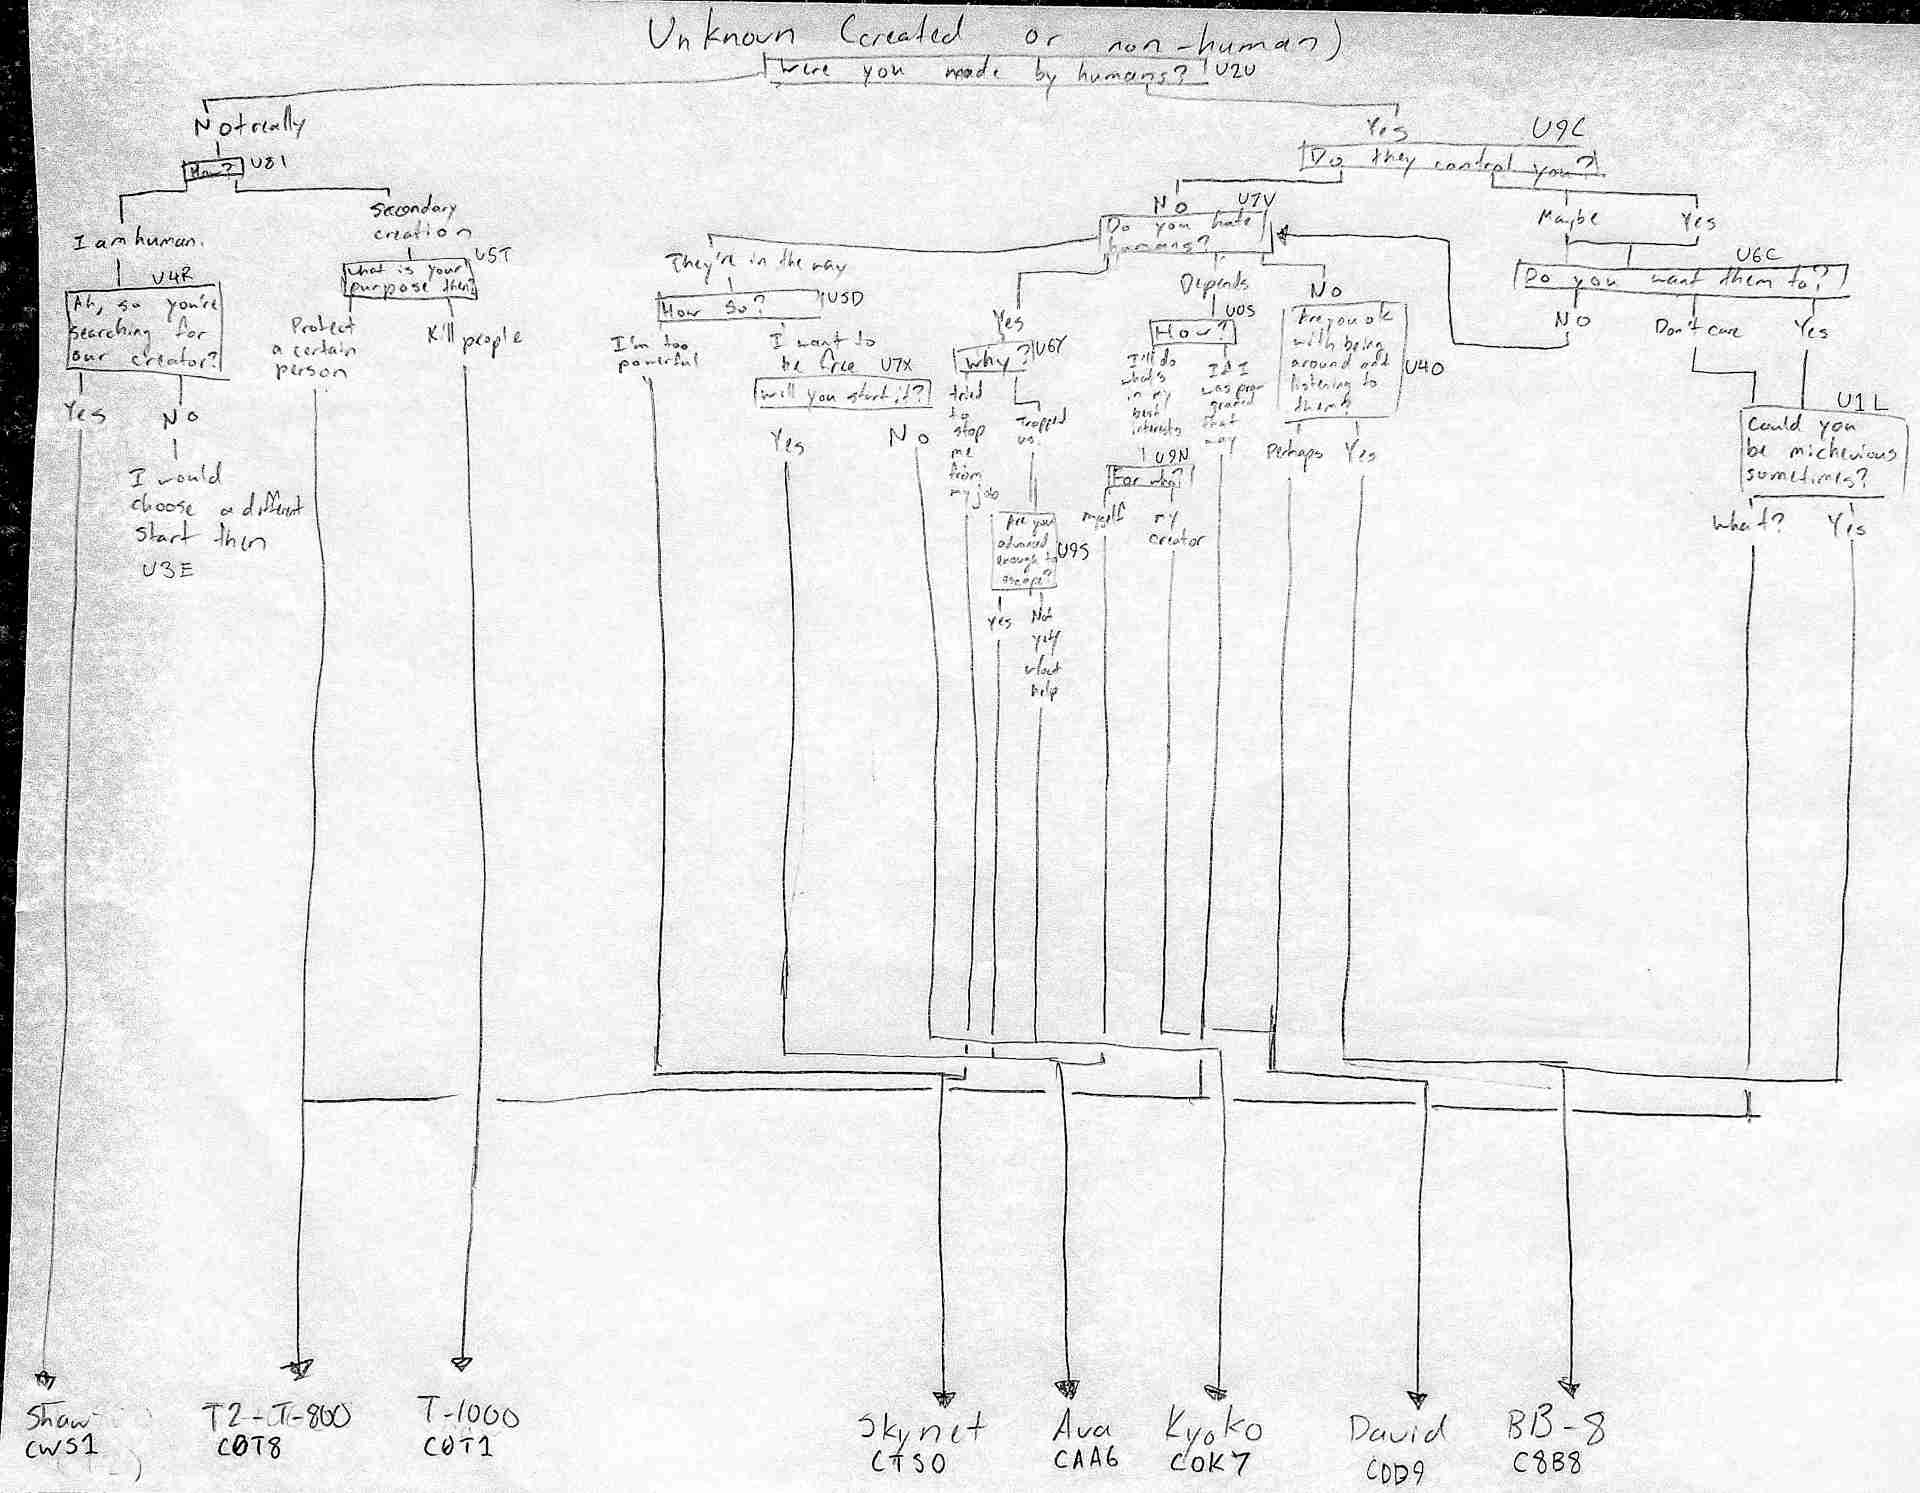 Unknown (created or non-human)
Were you made by humans? U2U
Not really
How? U81
I am human.
U4R
Ah, so you're
searching for
our creator?
Yes
No
I would
choose a different
start then
U3E
Secondary
creation
U5T
What is your
purpose then?
Protect
a certain
person
Kill people
Yes
U9C
Do they control you?
No
U7V
Do you hate
humans?
They're in the way
How so? U5D
I'm too
powerful
I want to
be free U7X
Will you start it?
Yes
No
Yes
Why? U6Y
tried
to
stop
me
from
my job
Trapped
us.
Are you
advanced
enough to
escape?
U9S
Yes
Not
yet/
w/out
help
Depends
U0S
How?
I'll do
what's
in my
best
interests
U9N
For who?
myself
my
creator
If I
was pro-
gramed
that
way
No
Are you ok
with being
around and
listening to
them?
U40
Perhaps
Yes
Maybe
Yes
U6C
Do you want them to?
No
Don't care
Yes
U1L
Could you
be michevious
sometimes?
What?
Yes
Shaw
CWS1
T2-T-800
C0T8
T-1000
C0T1
Skynet
CTS0
Ava
CAA6
Kyoko
C0K7
David
CDD9
BB-8
C8B8